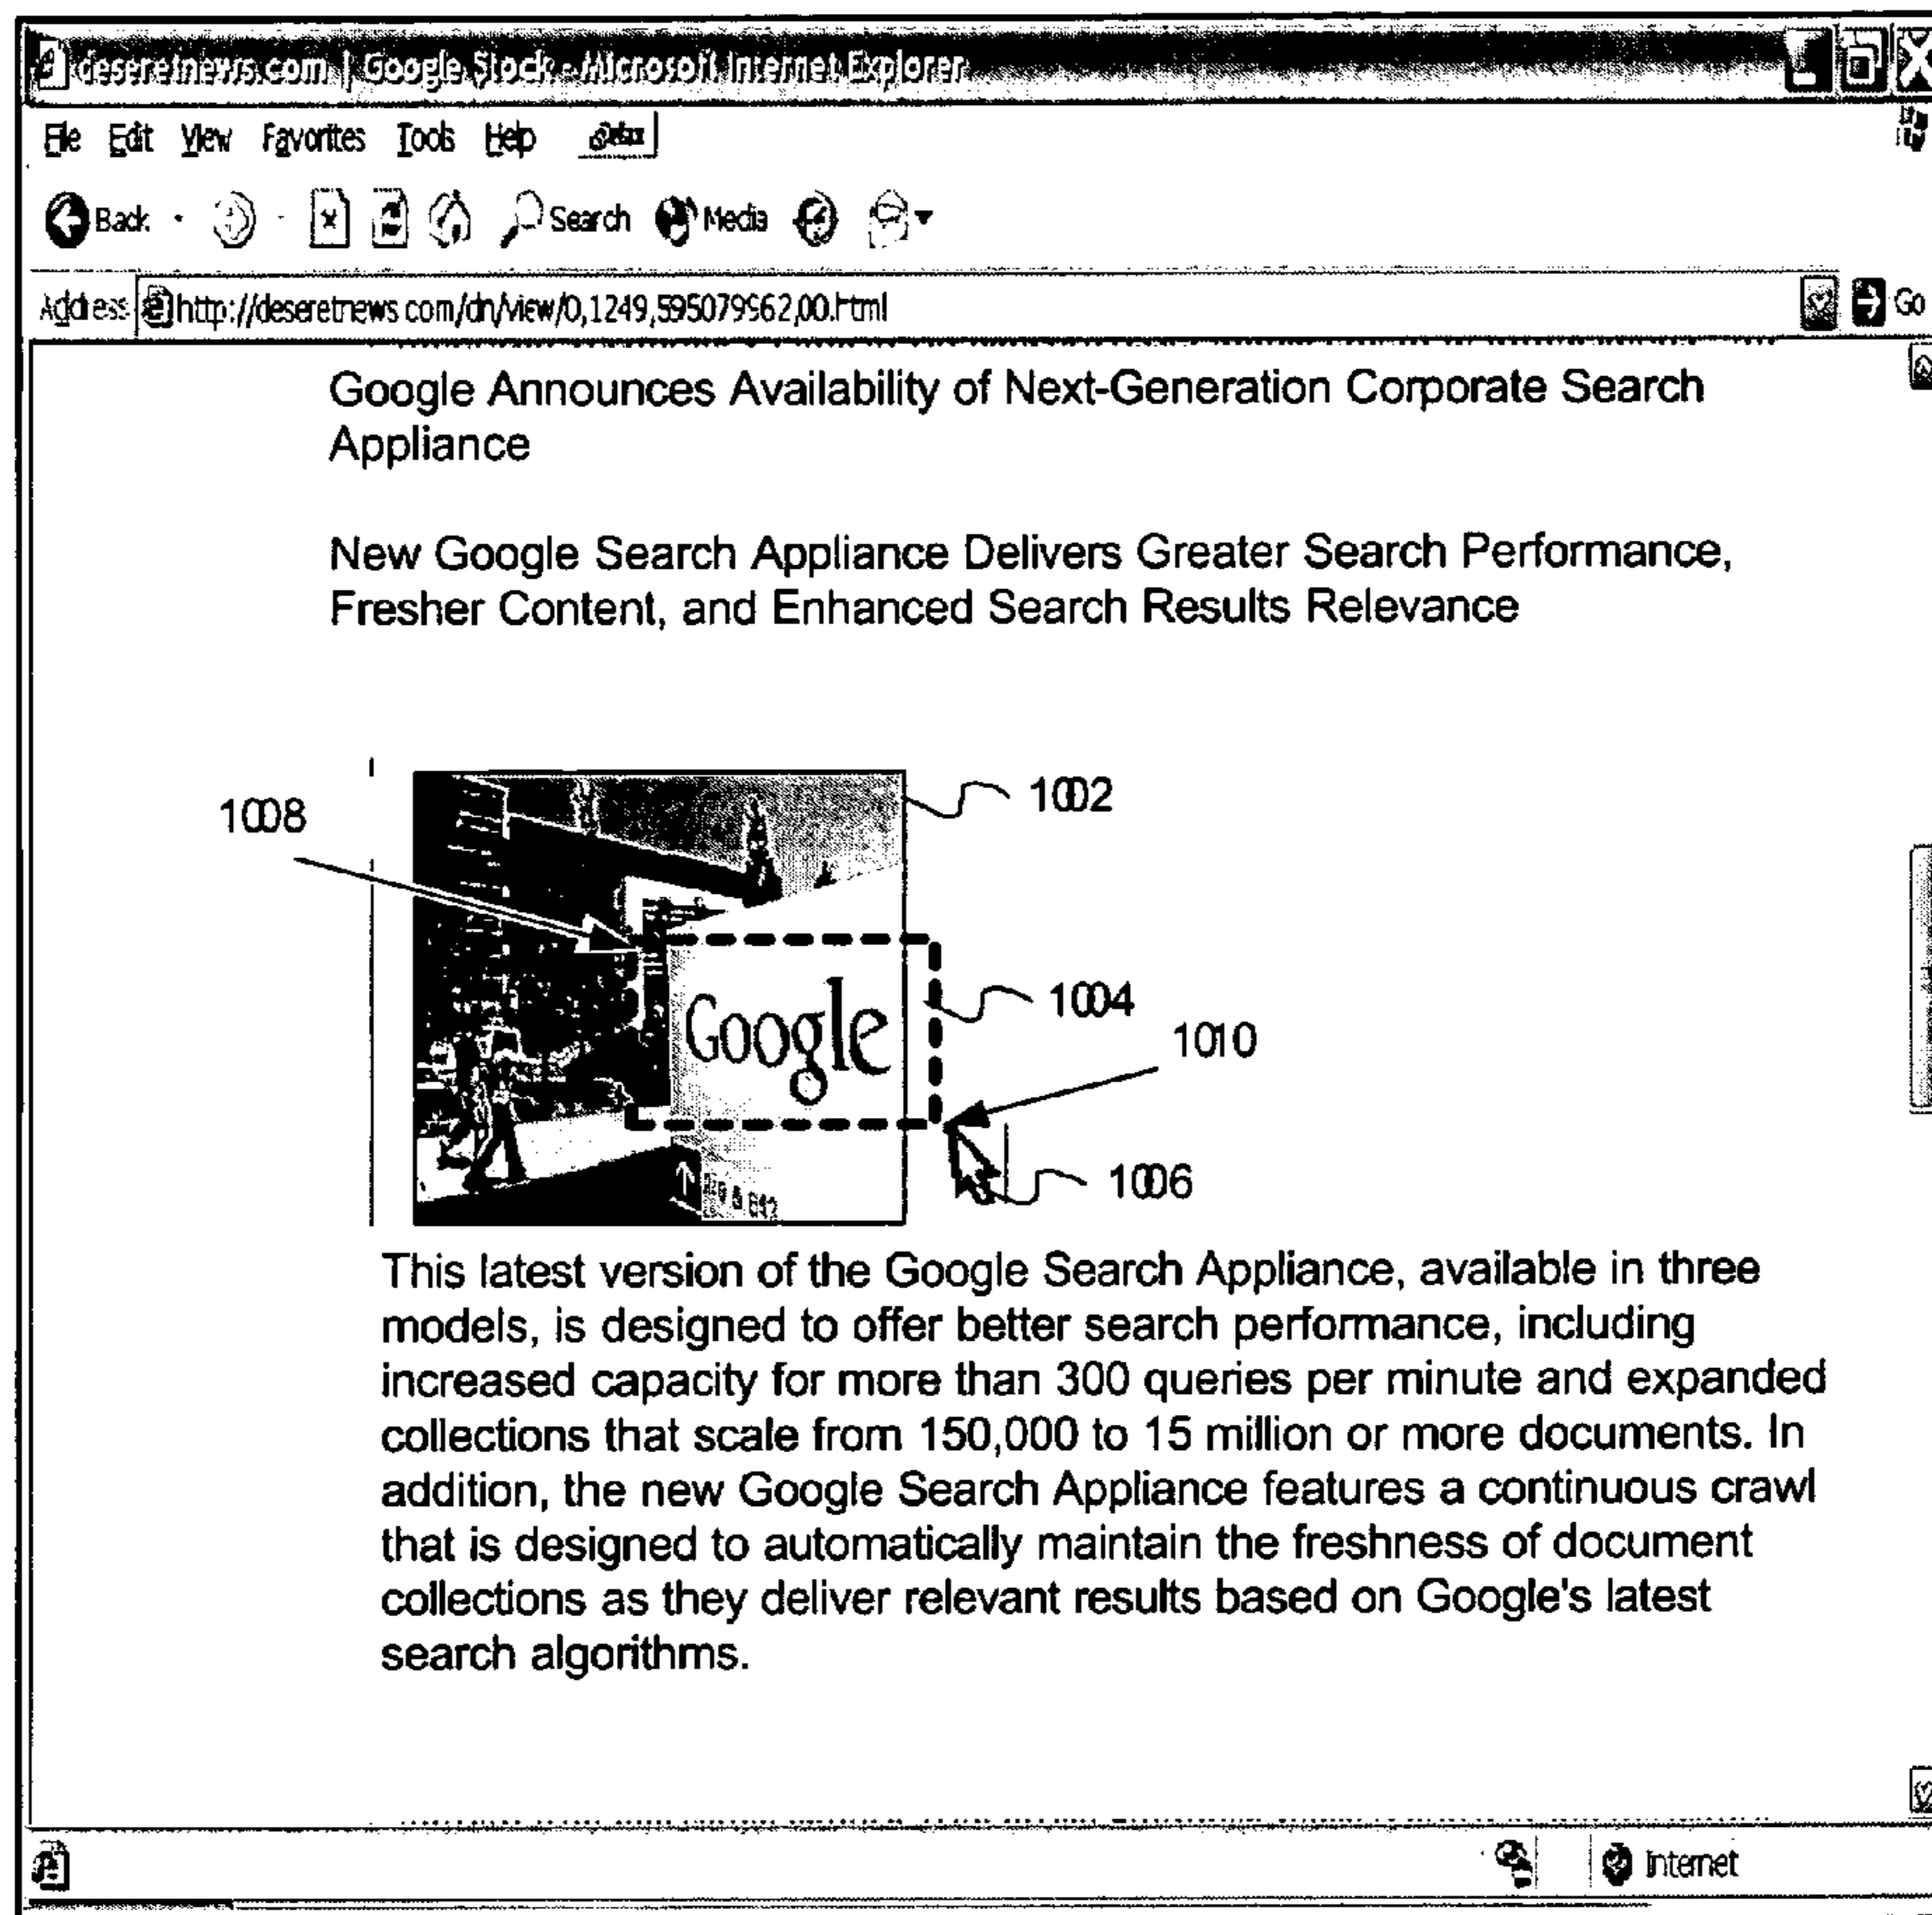 deseretnews.com | Google Stock - Microsoft Internet Explorer
File Edit View Favorites Tools Help
Back Search Media
Address http://deseretnews.com/dn/view/0,1249,595079962,00.html Go
Google Announces Availability of Next-Generation Corporate Search
Appliance
New Google Search Appliance Delivers Greater Search Performance,
Fresher Content, and Enhanced Search Results Relevance
1002
1008
1004
Google
1010
1006
This latest version of the Google Search Appliance, available in three
models, is designed to offer better search performance, including
increased capacity for more than 300 queries per minute and expanded
collections that scale from 150,000 to 15 million or more documents. In
addition, the new Google Search Appliance features a continuous crawl
that is designed to automatically maintain the freshness of document
collections as they deliver relevant results based on Google's latest
search algorithms.
Internet